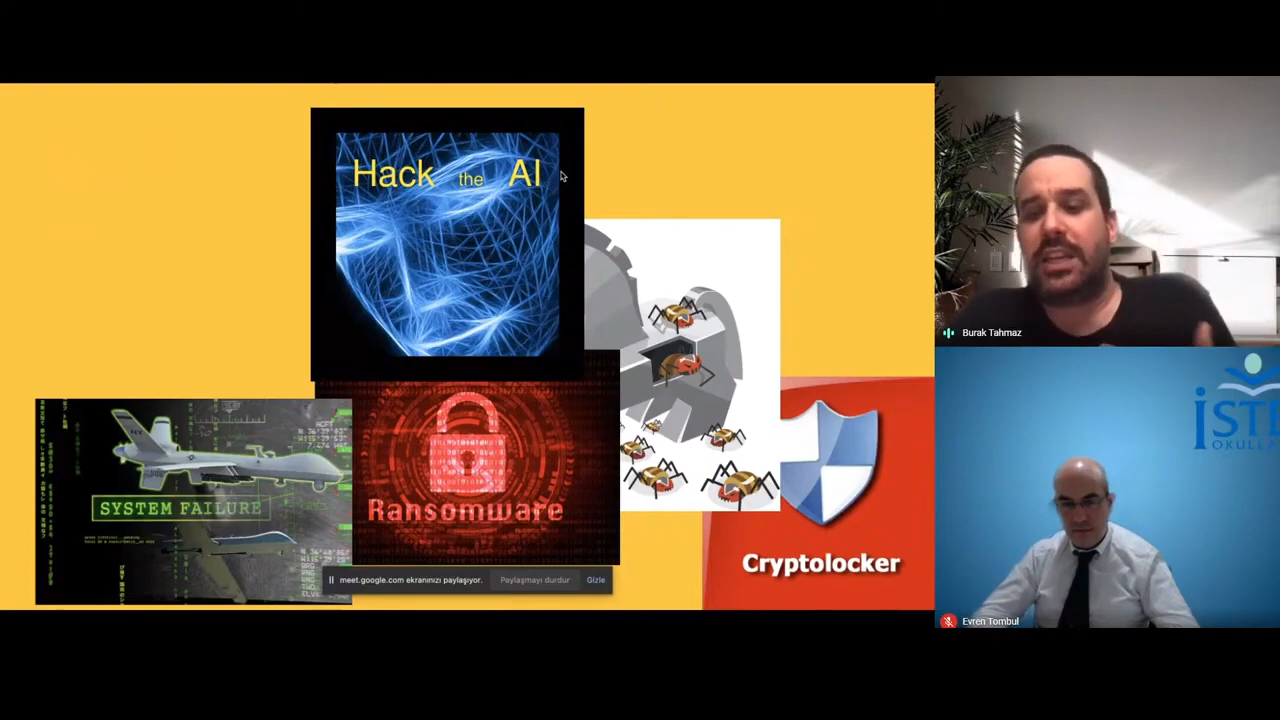 Hack the AI
SYSTEM FAILURE
Ransomware
Cryptolocker
meet.google.com ekranınızı paylaşıyor.
Paylaşmayı durdur
Gizle
Burak Tahmaz
Evren Tombul